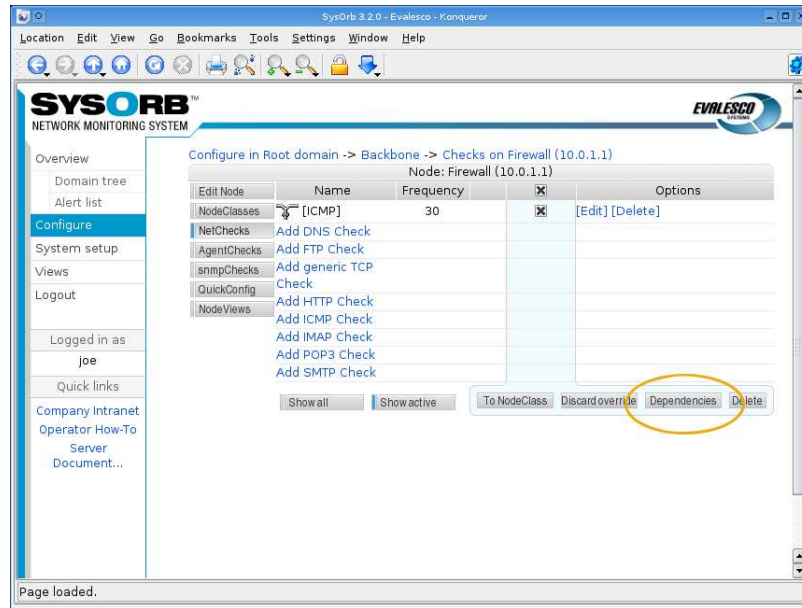 SysOrb 3.2.0 - Evalesco - Konqueror
Location Edit View Go Bookmarks Tools Settings Window Help
SYSORB™
NETWORK MONITORING SYSTEM
EVALESCO
SYSTEMS
Overview
Domain tree
Alert list
Configure
System setup
Views
Logout
Logged in as
joe
Quick links
Company Intranet
Operator How-To
Server
Document...
Configure in Root domain -> Backbone -> Checks on Firewall (10.0.1.1)
Node: Firewall (10.0.1.1)
Edit Node
NodeClasses
NetChecks
AgentChecks
snmpChecks
QuickConfig
NodeViews
Name Frequency Options
[ICMP] 30 [Edit] [Delete]
Add DNS Check
Add FTP Check
Add generic TCP
Check
Add HTTP Check
Add ICMP Check
Add IMAP Check
Add POP3 Check
Add SMTP Check
Show all Show active To NodeClass Discard override Dependencies Delete
Page loaded.